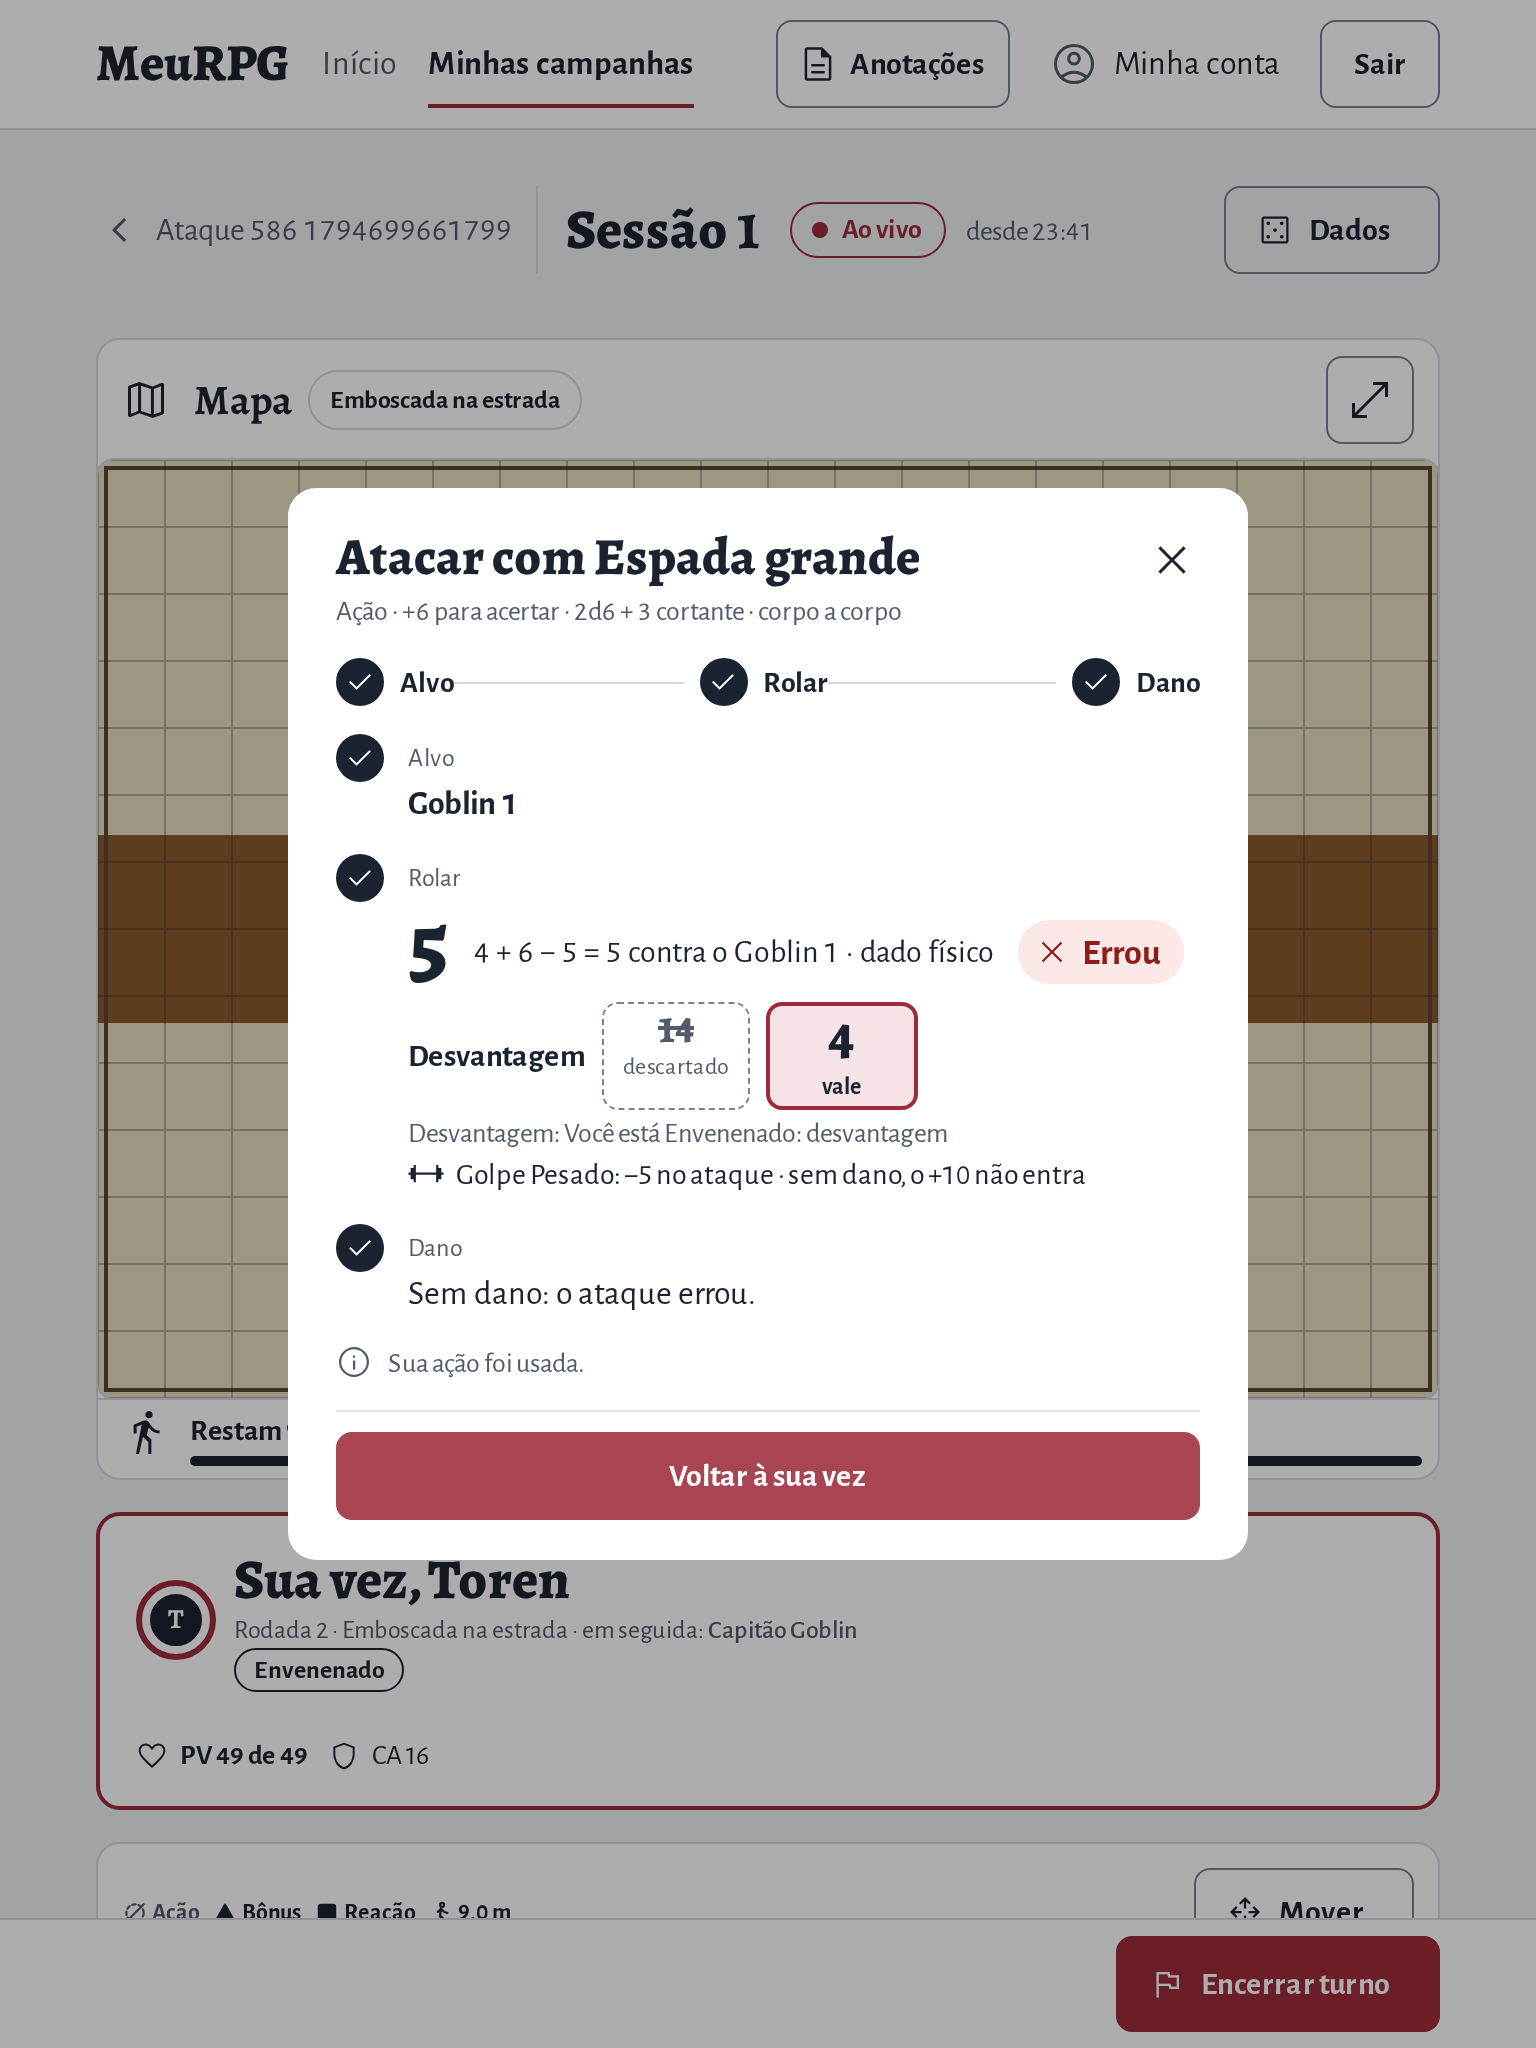 MeuRPG Início Minhas campanhas Anotações Minha conta Sair
Ataque 586 1794699661799 Sessão 1 Ao vivo desde 23:41 Dados
Mapa Emboscada na estrada
Atacar com Espada grande
Ação · +6 para acertar · 2d6 + 3 cortante · corpo a corpo
Alvo Rolar Dano
Alvo
Goblin 1
Rolar
5 4 + 6 − 5 = 5 contra o Goblin 1 · dado físico Errou
Desvantagem 14 descartado 4 vale
Desvantagem: Você está Envenenado: desvantagem
Golpe Pesado: −5 no ataque · sem dano, o +10 não entra
Dano
Sem dano: o ataque errou.
Sua ação foi usada.
Restam
Voltar à sua vez
Sua vez, Toren
T
Rodada 2 · Emboscada na estrada · em seguida: Capitão Goblin
Envenenado
PV 49 de 49 CA 16
Ação Bônus Reação 9,0 m Mover
Encerrar turno